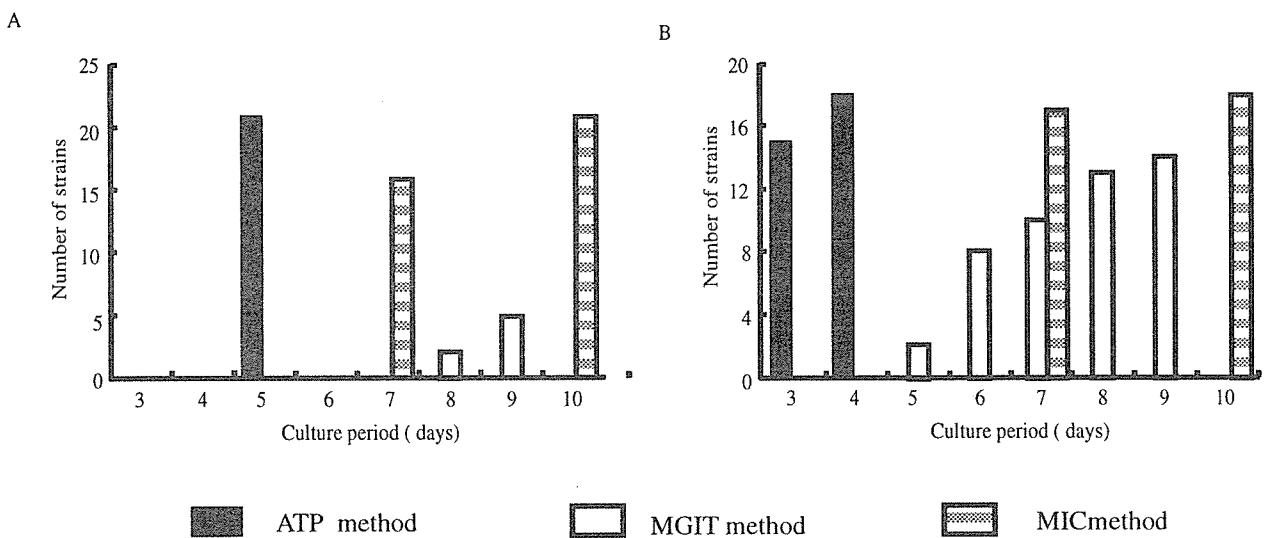 A
B
25
20
15
10
5
0
Number of strains
3 4 5 6 7 8 9 10
Culture period ( days)
20
16
12
8
4
0
Number of strains
3 4 5 6 7 8 9 10
Culture period ( days)
ATP method
MGIT method
MICmethod